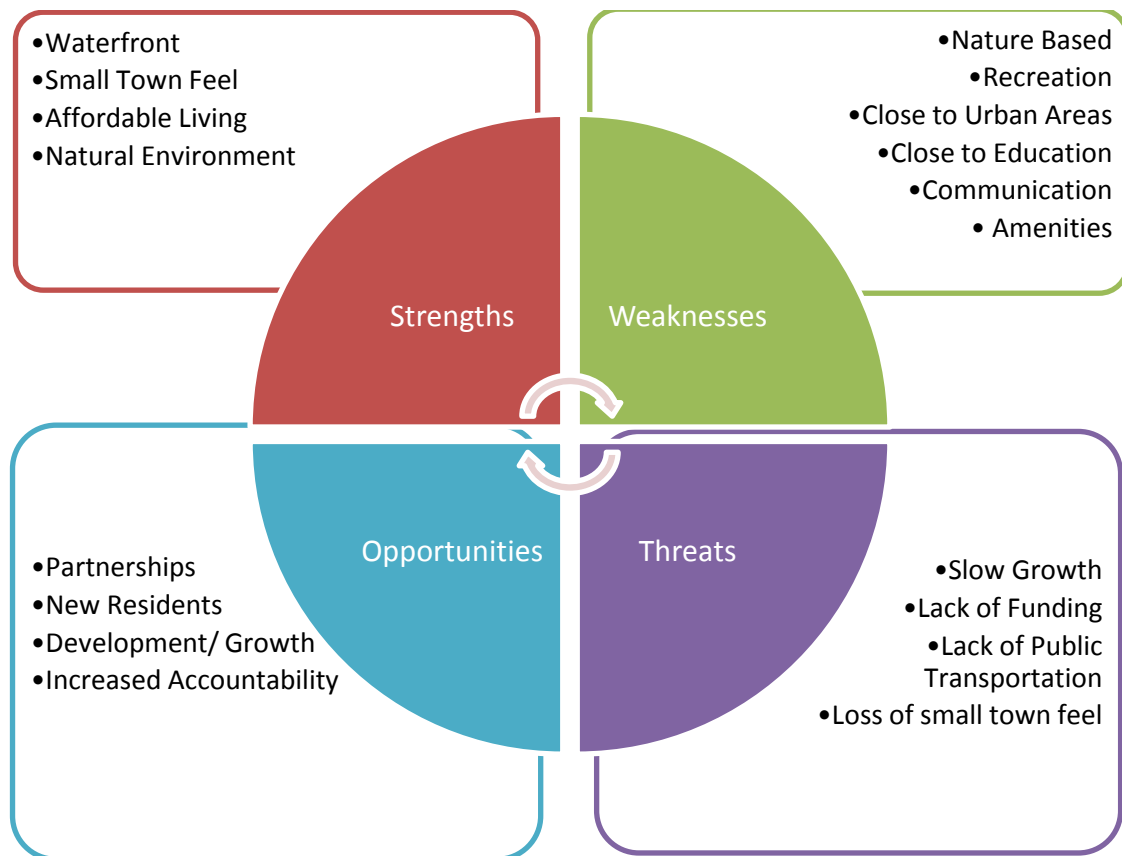 •Waterfront
•Small Town Feel
•Affordable Living
•Natural Environment
•Nature Based
•Recreation
•Close to Urban Areas
•Close to Education
•Communication
• Amenities
Strengths
Weaknesses
Opportunities
Threats
•Partnerships
•New Residents
•Development/ Growth
•Increased Accountability
•Slow Growth
•Lack of Funding
•Lack of Public
Transportation
•Loss of small town feel